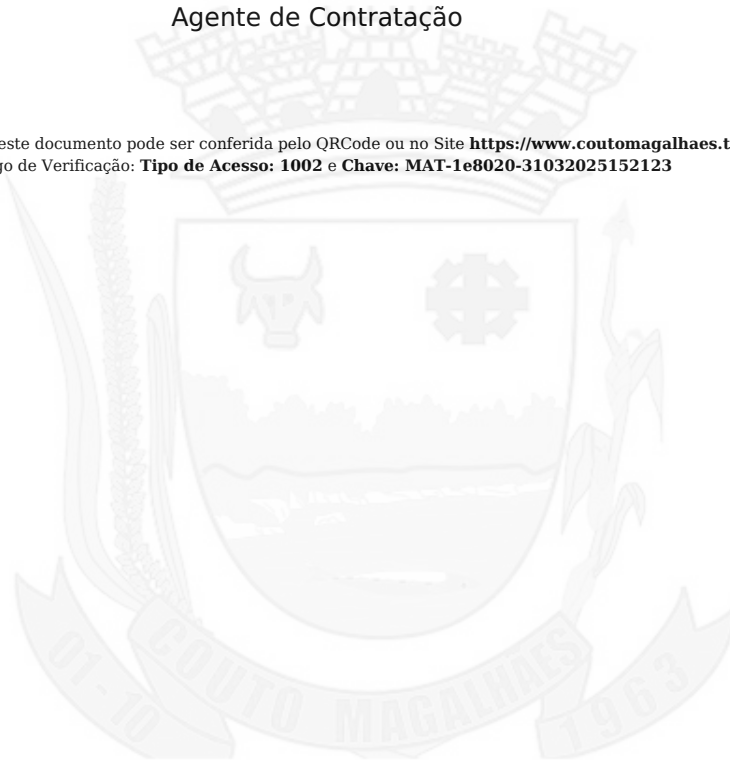 Agente de Contratação
este documento pode ser conferida pelo QRCode ou no Site https://www.coutomagalhaes.t
go de Verificação: Tipo de Acesso: 1002 e Chave: MAT-1e8020-31032025152123
01-10 COUTO MAGALHÃES 1963